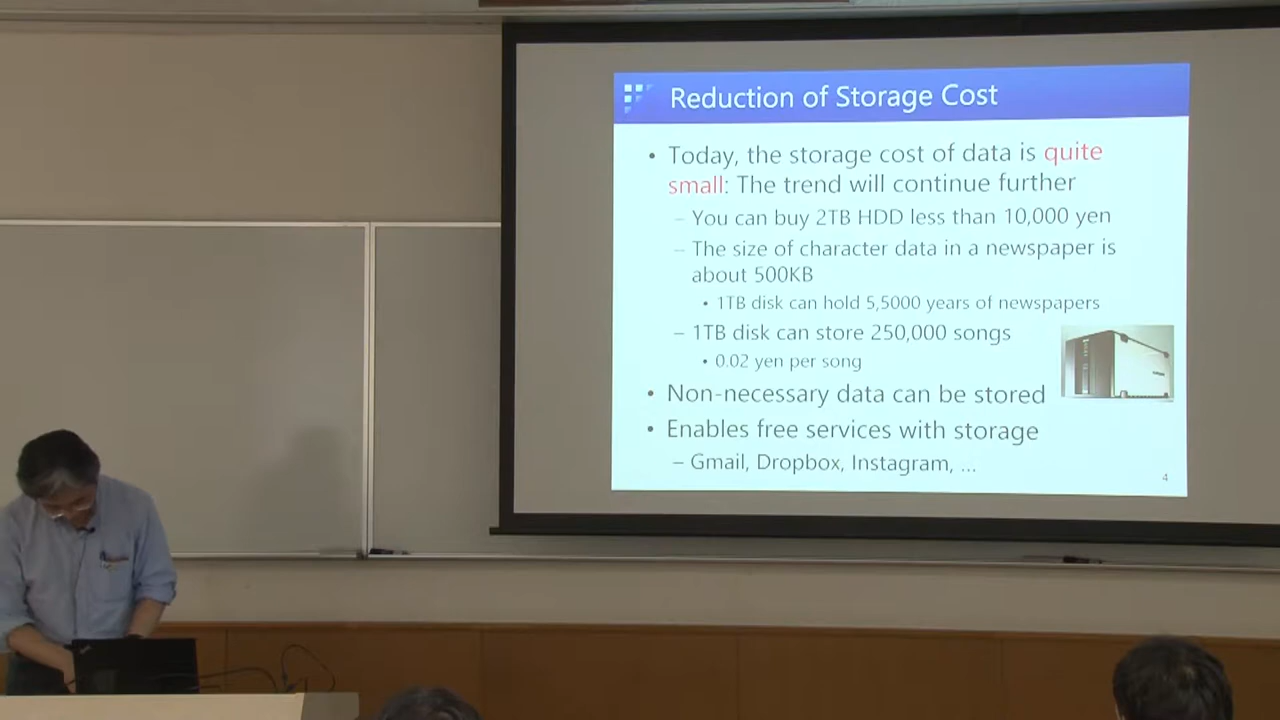 Reduction of Storage Cost
• Today, the storage cost of data is quite
small: The trend will continue further
– You can buy 2TB HDD less than 10,000 yen
– The size of character data in a newspaper is
about 500KB
• 1TB disk can hold 5,5000 years of newspapers
– 1TB disk can store 250,000 songs
• 0.02 yen per song
• Non-necessary data can be stored
• Enables free services with storage
– Gmail, Dropbox, Instagram, ...
4